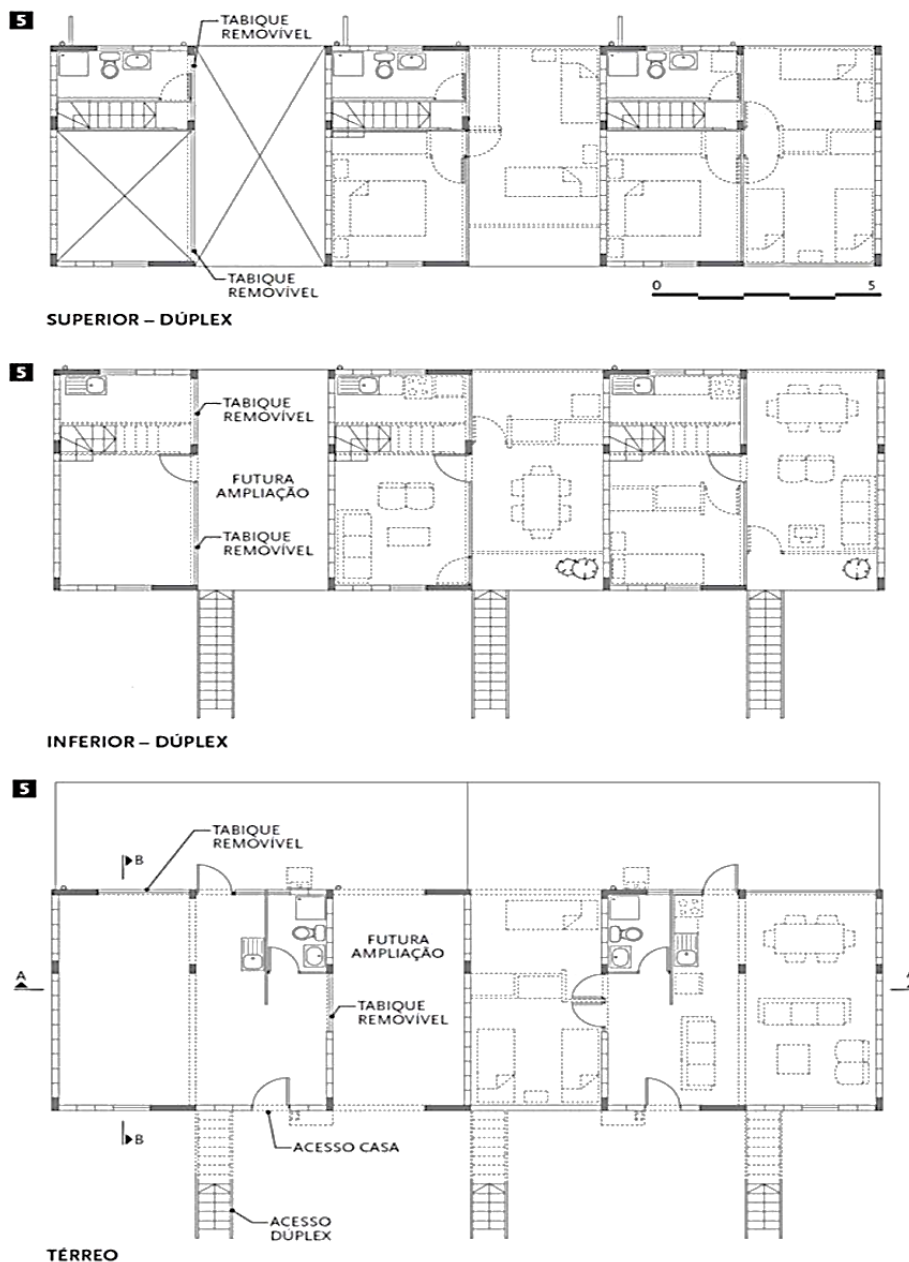 5
TABIQUE
REMOVÍVEL
TABIQUE
REMOVÍVEL
0 5
SUPERIOR – DÚPLEX
5
TABIQUE
REMOVÍVEL
FUTURA
AMPLIAÇÃO
TABIQUE
REMOVÍVEL
INFERIOR – DÚPLEX
5
TABIQUE
REMOVÍVEL
B
FUTURA
AMPLIAÇÃO
A
A
TABIQUE
REMOVÍVEL
B
ACESSO CASA
ACESSO
DÚPLEX
TÉRREO